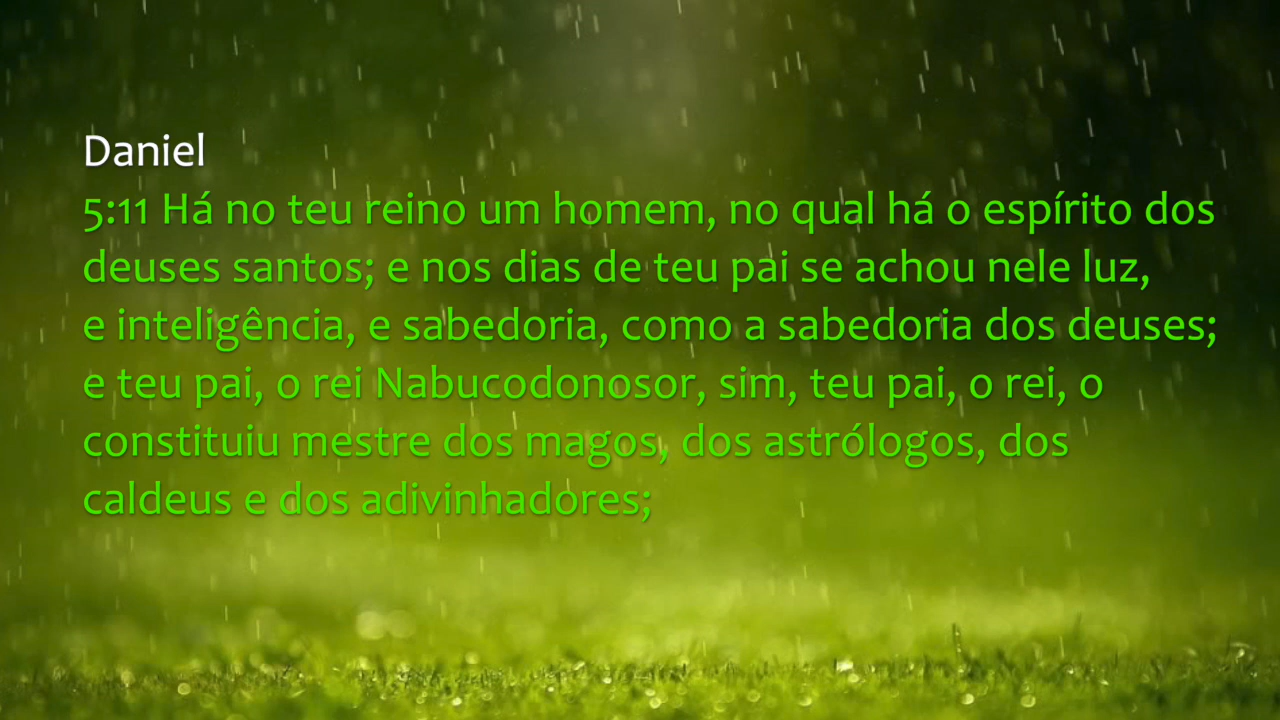 Daniel
5:11 Há no teu reino um homem, no qual há o espírito dos
deuses santos; e nos dias de teu pai se achou nele luz,
e inteligência, e sabedoria, como a sabedoria dos deuses;
e teu pai, o rei Nabucodonosor, sim, teu pai, o rei, o
constituiu mestre dos magos, dos astrólogos, dos
caldeus e dos adivinhadores;